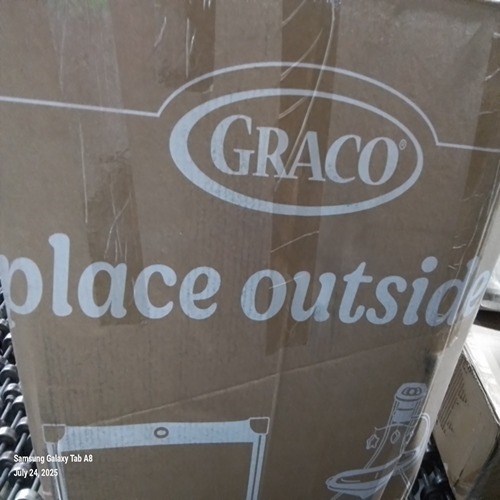 GRACO®
place outside
Samsung Galaxy Tab A8
July 24, 2025